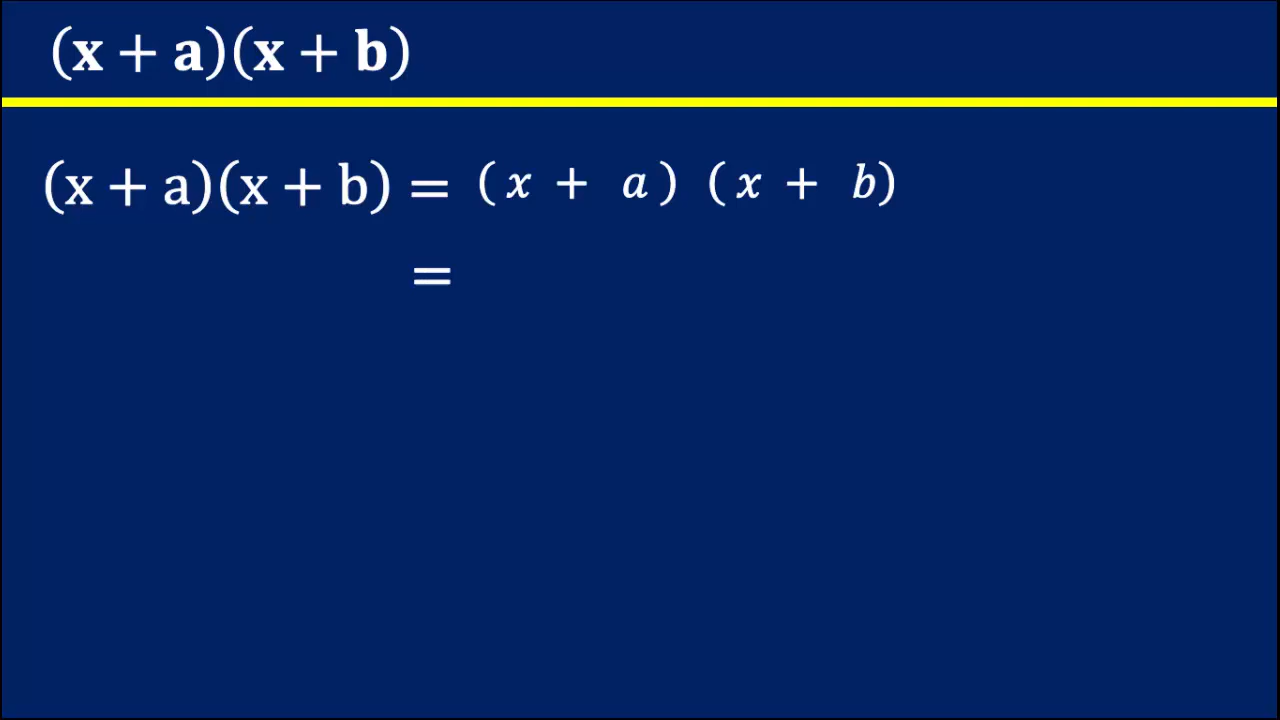 (x + a)(x + b)
(x + a)(x + b) = (x + a) (x + b)
=